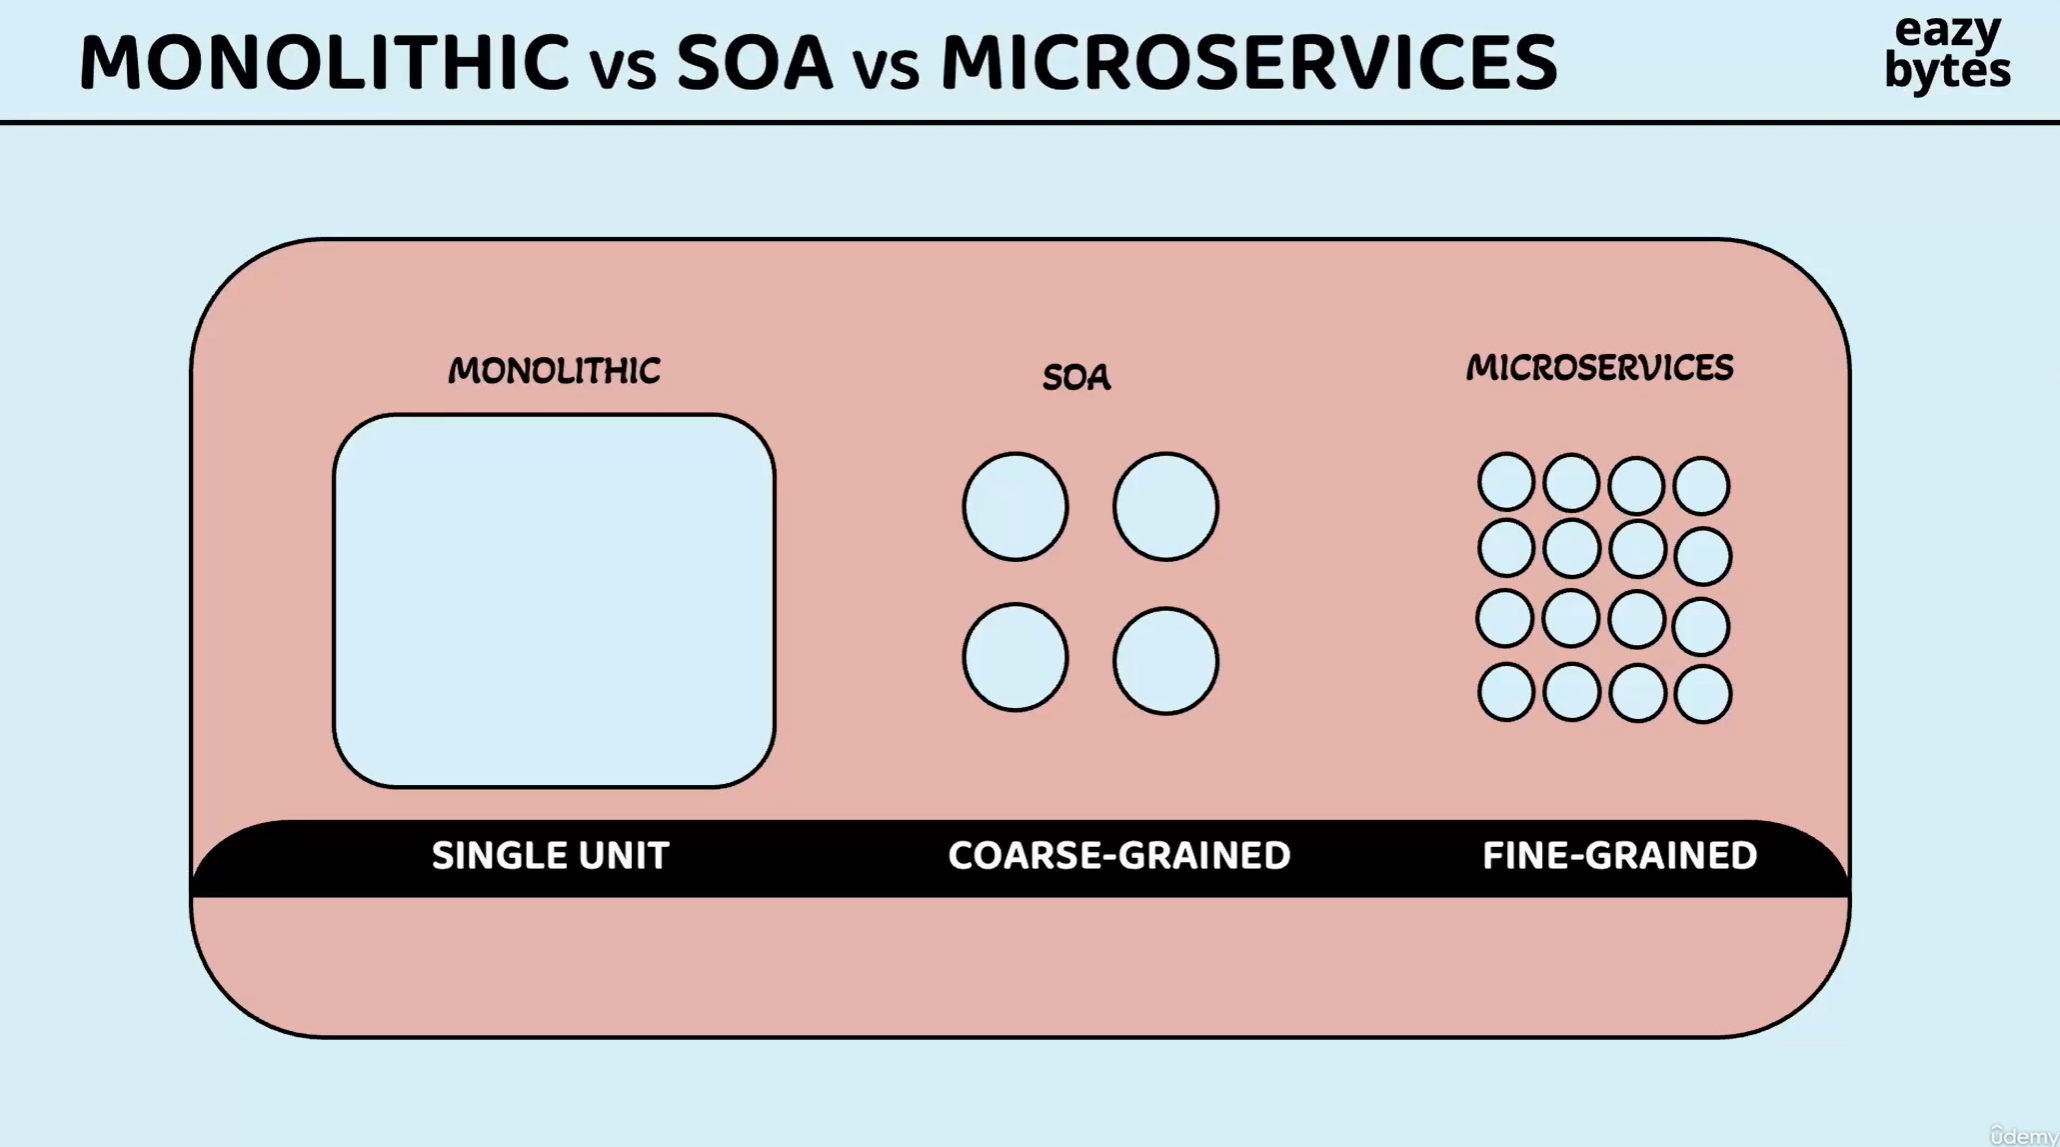 MONOLITHIC vs SOA vs MICROSERVICES
eazy
bytes
MONOLITHIC
SOA
MICROSERVICES
SINGLE UNIT
COARSE-GRAINED
FINE-GRAINED
ûdemy